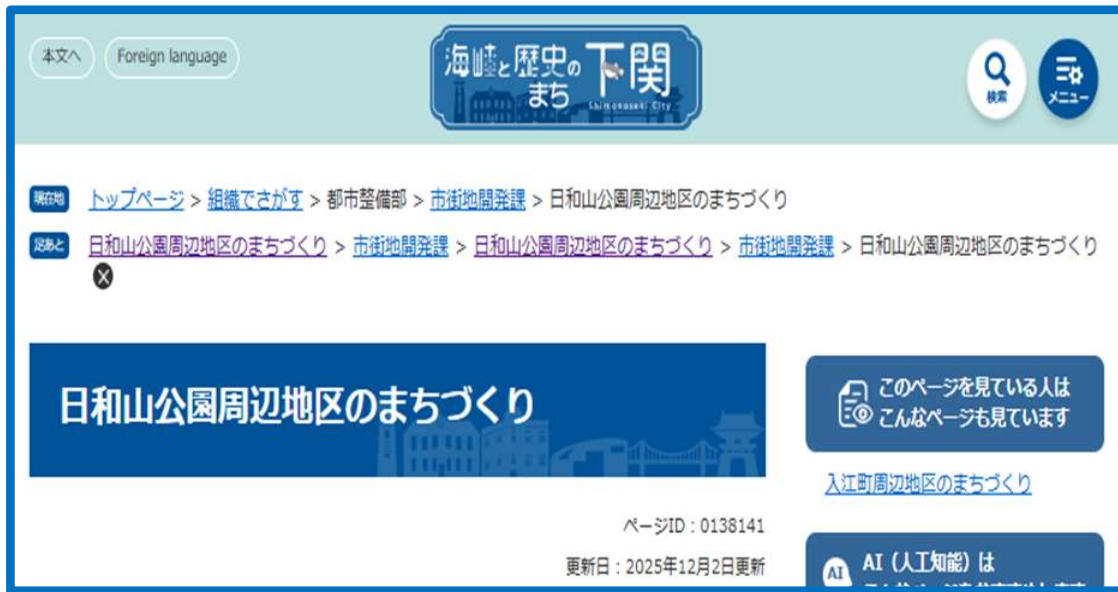 本文へ
Foreign language
海峡と歴史の
まち
下関
Shimonoseki City
検索
メニュー
現在地 トップページ > 組織でさがす > 都市整備部 > 市街地開発課 > 日和山公園周辺地区のまちづくり
足あと 日和山公園周辺地区のまちづくり > 市街地開発課 > 日和山公園周辺地区のまちづくり > 市街地開発課 > 日和山公園周辺地区のまちづくり
日和山公園周辺地区のまちづくり
このページを見ている人は
こんなページも見ています
入江町周辺地区のまちづくり
ページID:0138141
更新日:2025年12月2日更新
AI AI(人工知能)は